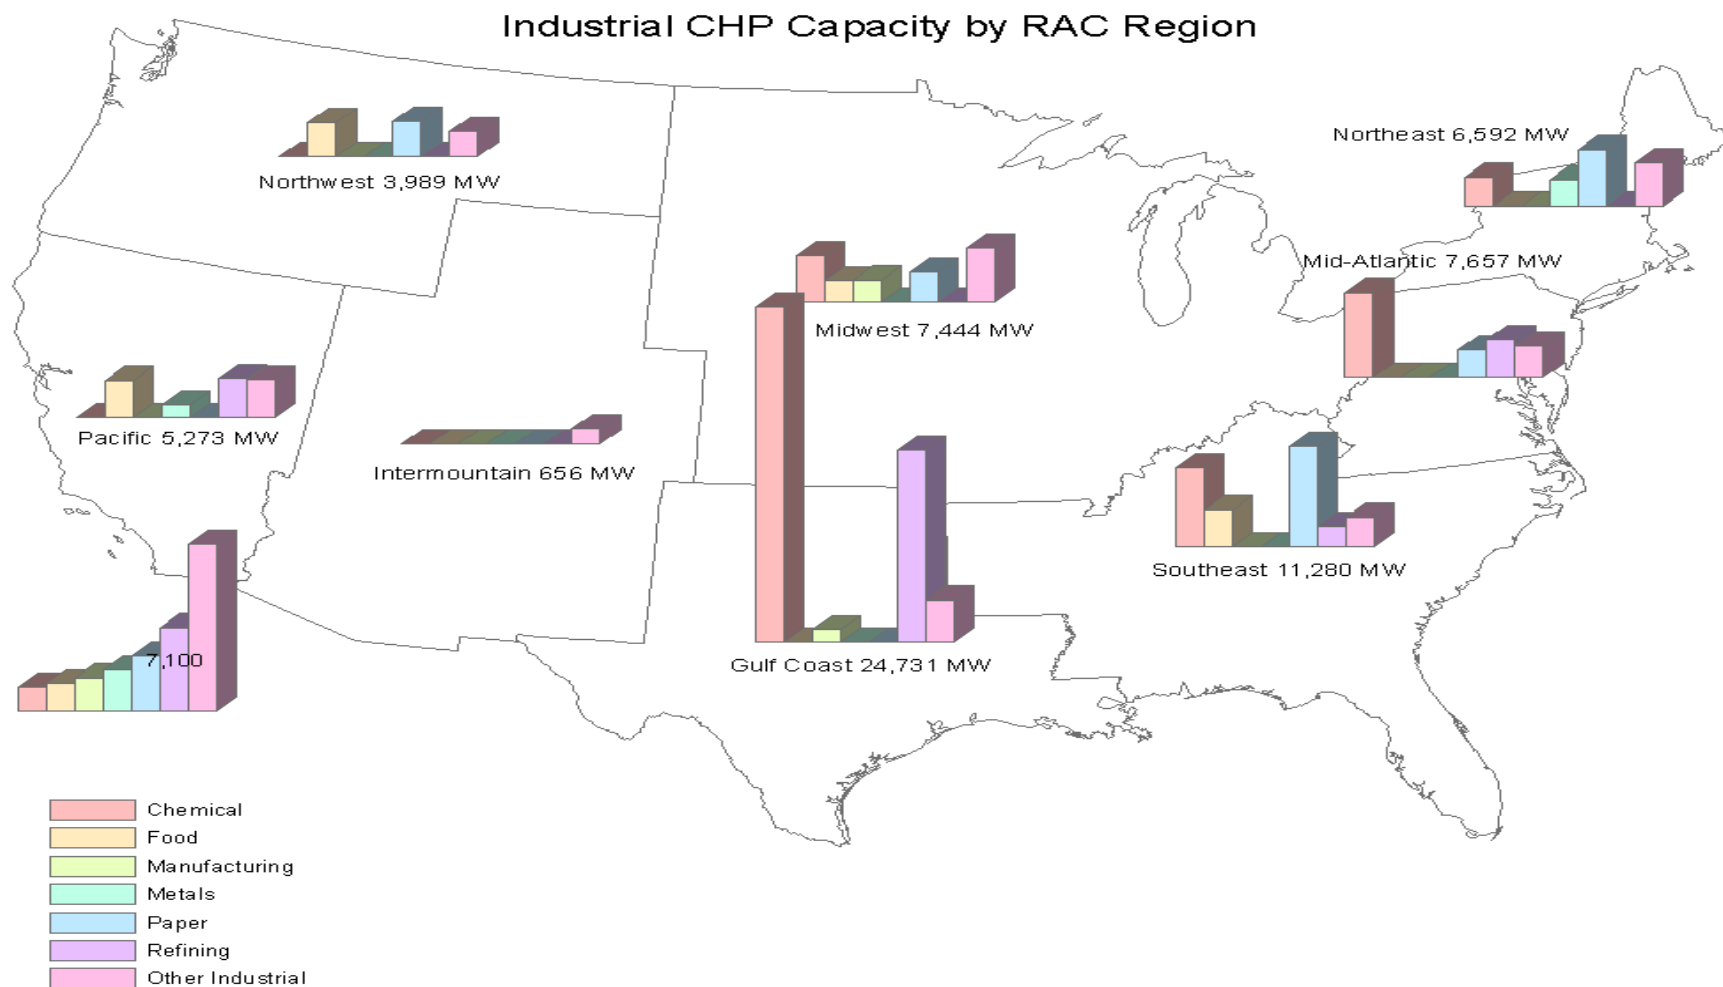 Industrial CHP Capacity by RAC Region
Northeast 6,592 MW
Northwest 3,989 MW
Mid-Atlantic 7,657 MW
Midwest 7,444 MW
Pacific 5,273 MW
Intermountain 656 MW
Southeast 11,280 MW
7,100
Gulf Coast 24,731 MW
Chemical
Food
Manufacturing
Metals
Paper
Refining
Other Industrial